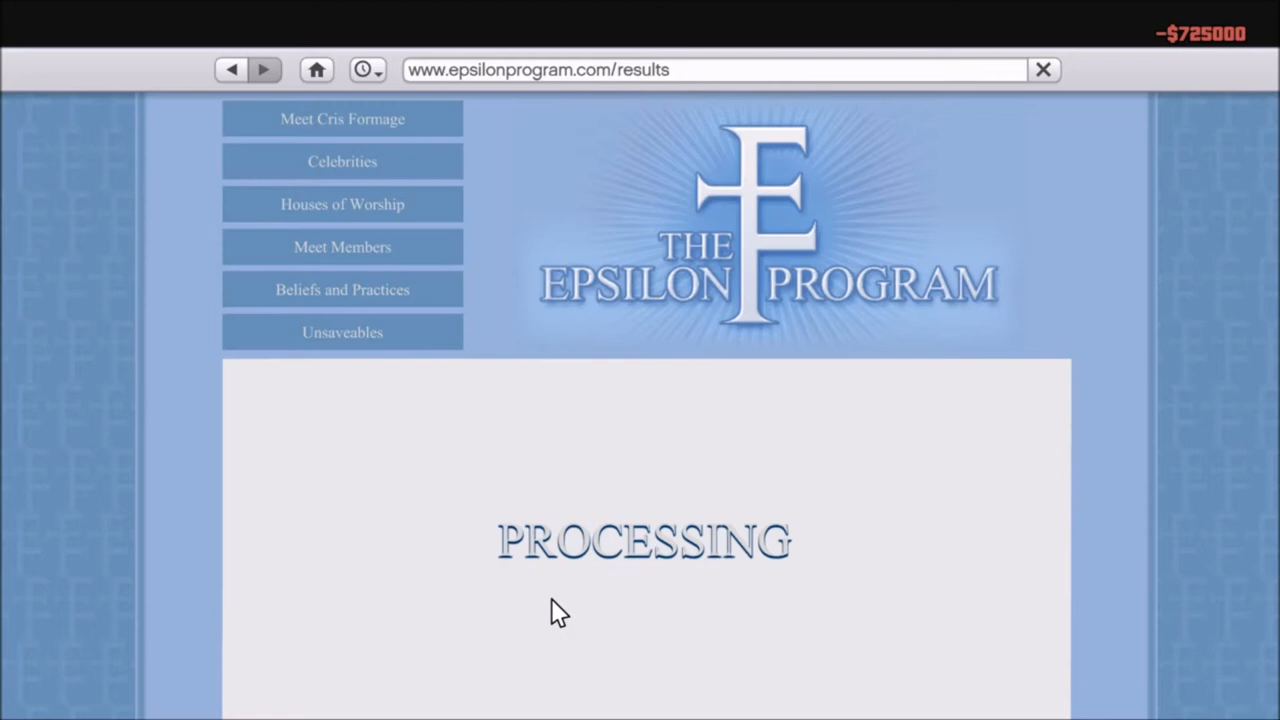 -$725000
www.epsilonprogram.com/results
Meet Cris Formage
Celebrities
Houses of Worship
Meet Members
Beliefs and Practices
Unsaveables
THE
EPSILON PROGRAM
PROCESSING